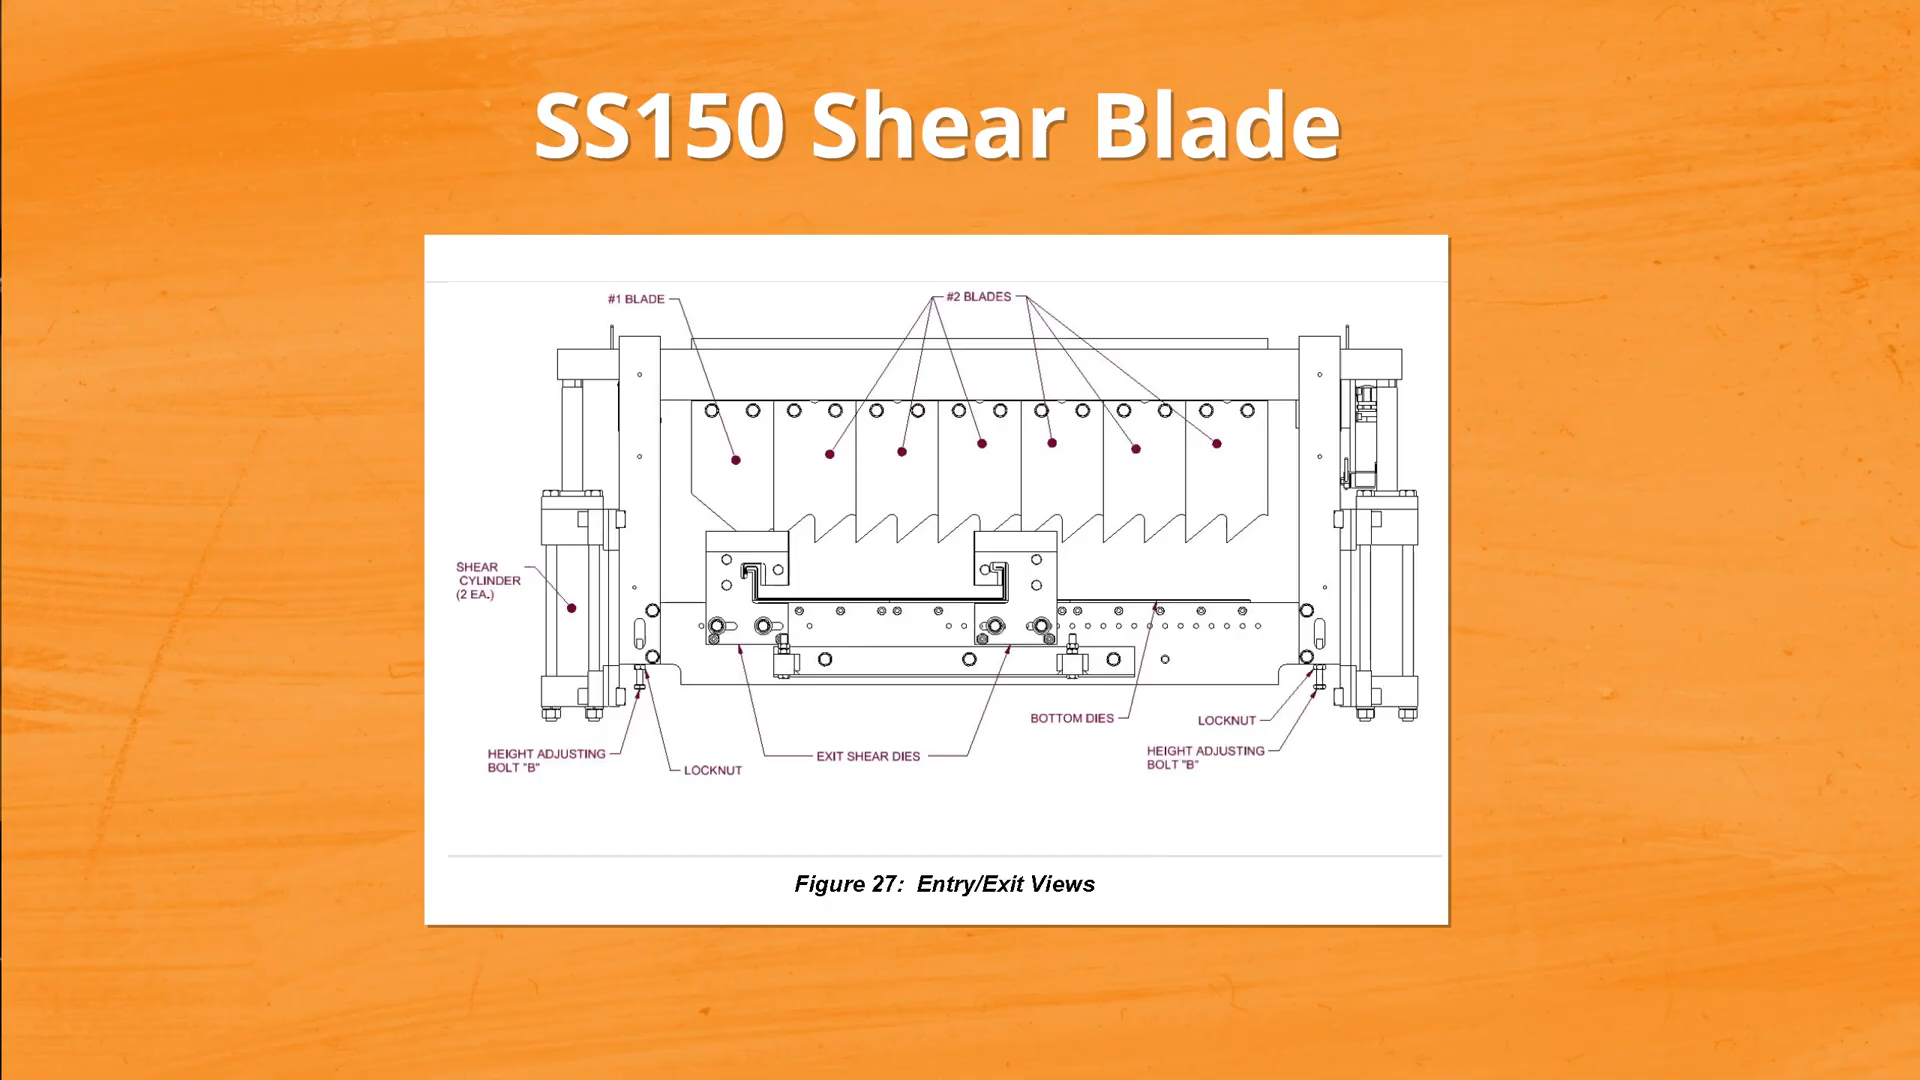 SS150 Shear Blade
#1 BLADE
#2 BLADES
SHEAR
CYLINDER
(2 EA.)
HEIGHT ADJUSTING
BOLT "B"
LOCKNUT
EXIT SHEAR DIES
BOTTOM DIES
LOCKNUT
HEIGHT ADJUSTING
BOLT "B"
Figure 27: Entry/Exit Views